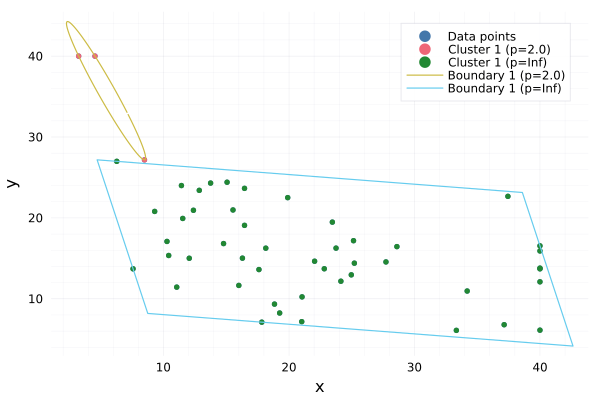 Data points
Cluster 1 (p=2.0)
Cluster 1 (p=Inf)
Boundary 1 (p=2.0)
Boundary 1 (p=Inf)
40
30
20
10
y
10 20 30 40
x